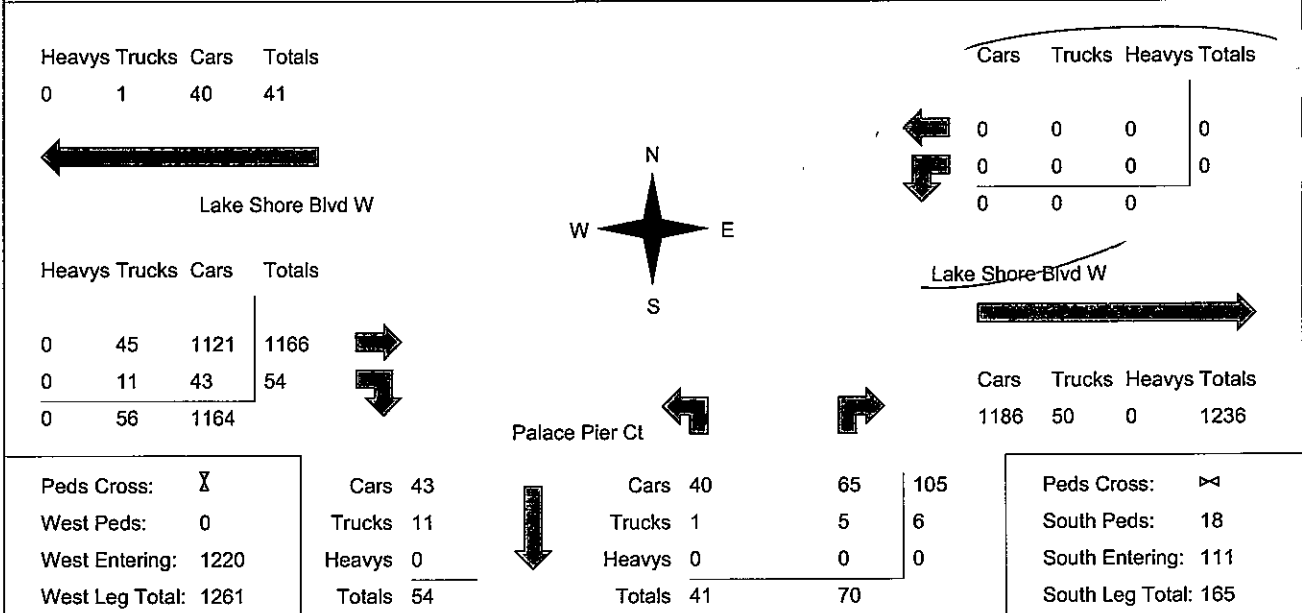 Heavys Trucks Cars Totals
0 1 40 41
Lake Shore Blvd W
Heavys Trucks Cars Totals
0 45 1121 1166
0 11 43 54
0 56 1164
Peds Cross:
West Peds: 0
West Entering: 1220
West Leg Total: 1261
N
W E
S
Cars Trucks Heavys Totals
0 0 0 0
0 0 0 0
0 0 0
Lake Shore Blvd W
Cars Trucks Heavys Totals
1186 50 0 1236
Palace Pier Ct
Cars 43
Trucks 11
Heavys 0
Totals 54
Cars 40 65 105
Trucks 1 5 6
Heavys 0 0 0
Totals 41 70
Peds Cross:
South Peds: 18
South Entering: 111
South Leg Total: 165